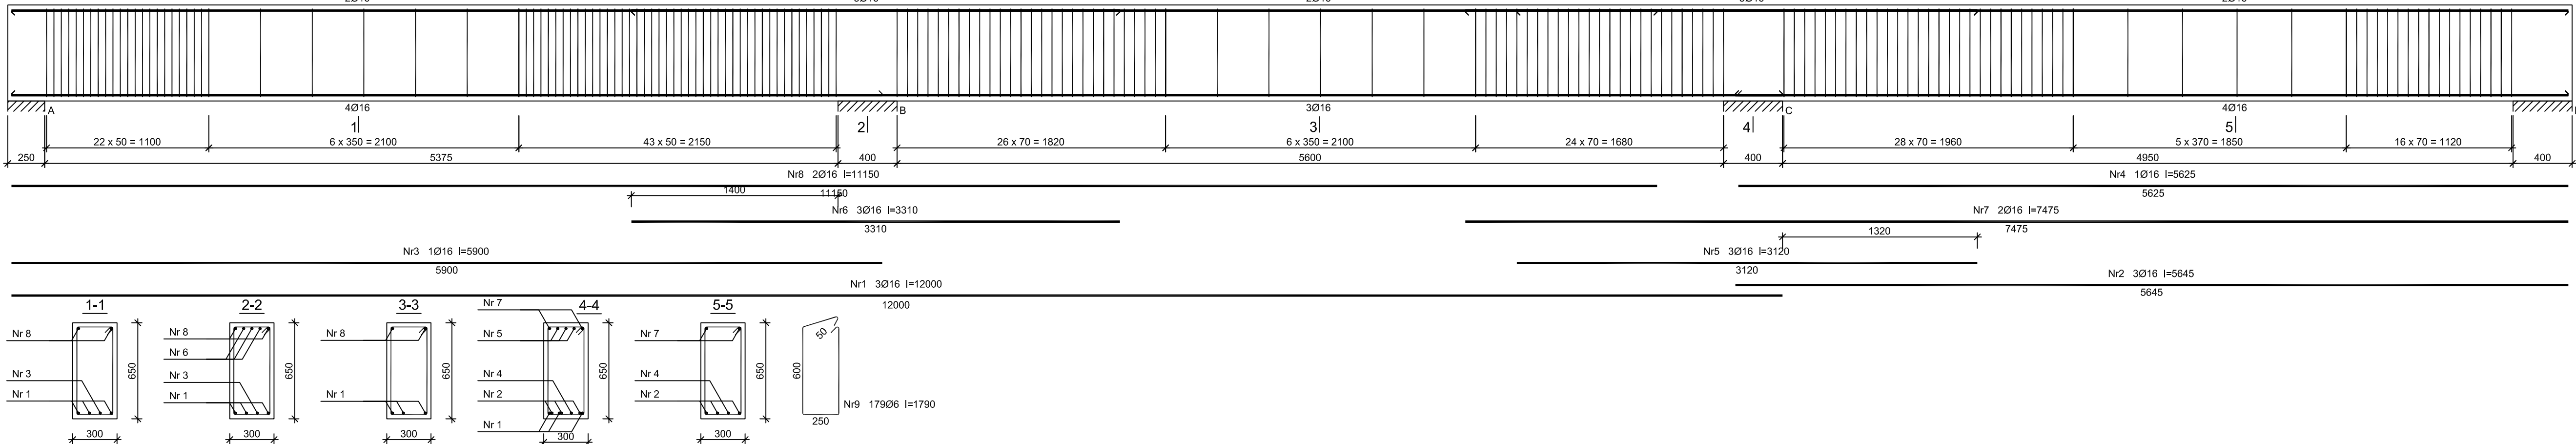 A
4Ø16
B
3Ø16
C
4Ø16
1
2
3
4
5
22 x 50 = 1100
6 x 350 = 2100
43 x 50 = 2150
26 x 70 = 1820
6 x 350 = 2100
24 x 70 = 1680
28 x 70 = 1960
5 x 370 = 1850
16 x 70 = 1120
250
5375
400
5600
400
4950
400
Nr8 2Ø16 l=11150
11150
Nr4 1Ø16 l=5625
5625
1400
Nr6 3Ø16 l=3310
3310
Nr7 2Ø16 l=7475
7475
1320
Nr3 1Ø16 l=5900
5900
Nr5 3Ø16 l=3120
3120
Nr2 3Ø16 l=5645
5645
Nr1 3Ø16 l=12000
12000
1-1
Nr 8
Nr 3
Nr 1
650
300
2-2
Nr 8
Nr 6
Nr 3
Nr 1
650
300
3-3
Nr 8
Nr 1
650
300
4-4
Nr 7
Nr 5
Nr 4
Nr 2
Nr 1
650
300
5-5
Nr 7
Nr 4
Nr 2
650
300
50
600
250
Nr9 179Ø6 l=1790